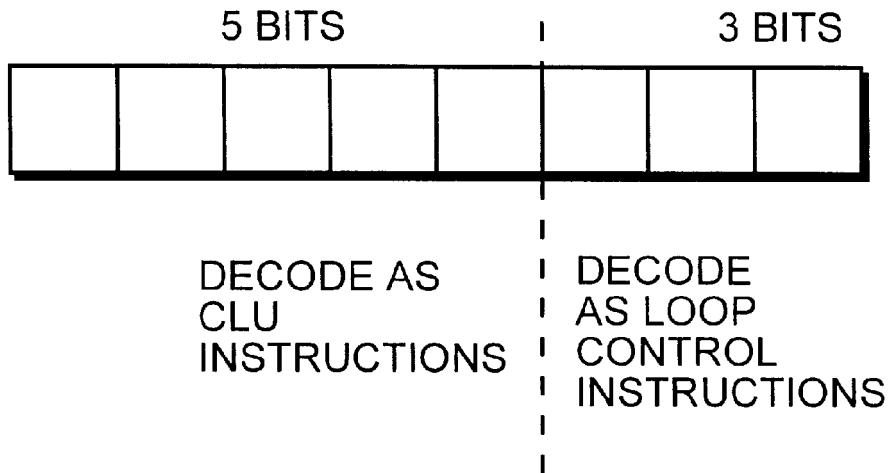 5 BITS
3 BITS
DECODE AS
CLU
INSTRUCTIONS
DECODE
AS LOOP
CONTROL
INSTRUCTIONS